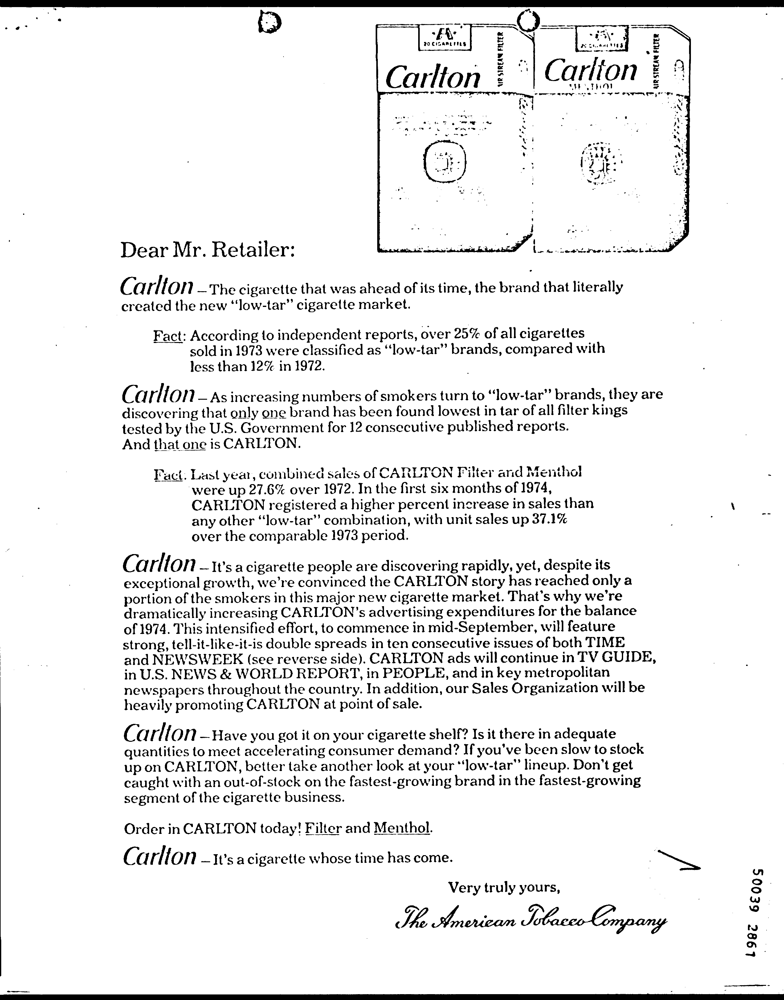 20 CIGARETTES
Carlton
AIR STREAM FILTER
Carlton
MENTHOL
AIR STREAM FILTER
Dear Mr. Retailer:
Carlton – The cigarette that was ahead of its time, the brand that literally
created the new “low-tar” cigarette market.
Fact: According to independent reports, over 25% of all cigarettes
sold in 1973 were classified as “low-tar” brands, compared with
less than 12% in 1972.
Carlton – As increasing numbers of smokers turn to “low-tar” brands, they are
discovering that only one brand has been found lowest in tar of all filter kings
tested by the U.S. Government for 12 consecutive published reports.
And that one is CARLTON.
Fact. Last year, combined sales of CARLTON Filter and Menthol
were up 27.6% over 1972. In the first six months of 1974,
CARLTON registered a higher percent increase in sales than
any other “low-tar” combination, with unit sales up 37.1%
over the comparable 1973 period.
Carlton – It’s a cigarette people are discovering rapidly, yet, despite its
exceptional growth, we’re convinced the CARLTON story has reached only a
portion of the smokers in this major new cigarette market. That’s why we’re
dramatically increasing CARLTON’s advertising expenditures for the balance
of 1974. This intensified effort, to commence in mid-September, will feature
strong, tell-it-like-it-is double spreads in ten consecutive issues of both TIME
and NEWSWEEK (see reverse side). CARLTON ads will continue in TV GUIDE,
in U.S. NEWS & WORLD REPORT, in PEOPLE, and in key metropolitan
newspapers throughout the country. In addition, our Sales Organization will be
heavily promoting CARLTON at point of sale.
Carlton – Have you got it on your cigarette shelf? Is it there in adequate
quantities to meet accelerating consumer demand? If you’ve been slow to stock
up on CARLTON, better take another look at your “low-tar” lineup. Don’t get
caught with an out-of-stock on the fastest-growing brand in the fastest-growing
segment of the cigarette business.
Order in CARLTON today! Filter and Menthol.
Carlton – It’s a cigarette whose time has come.
Very truly yours,
The American Tobacco Company
50039 2861